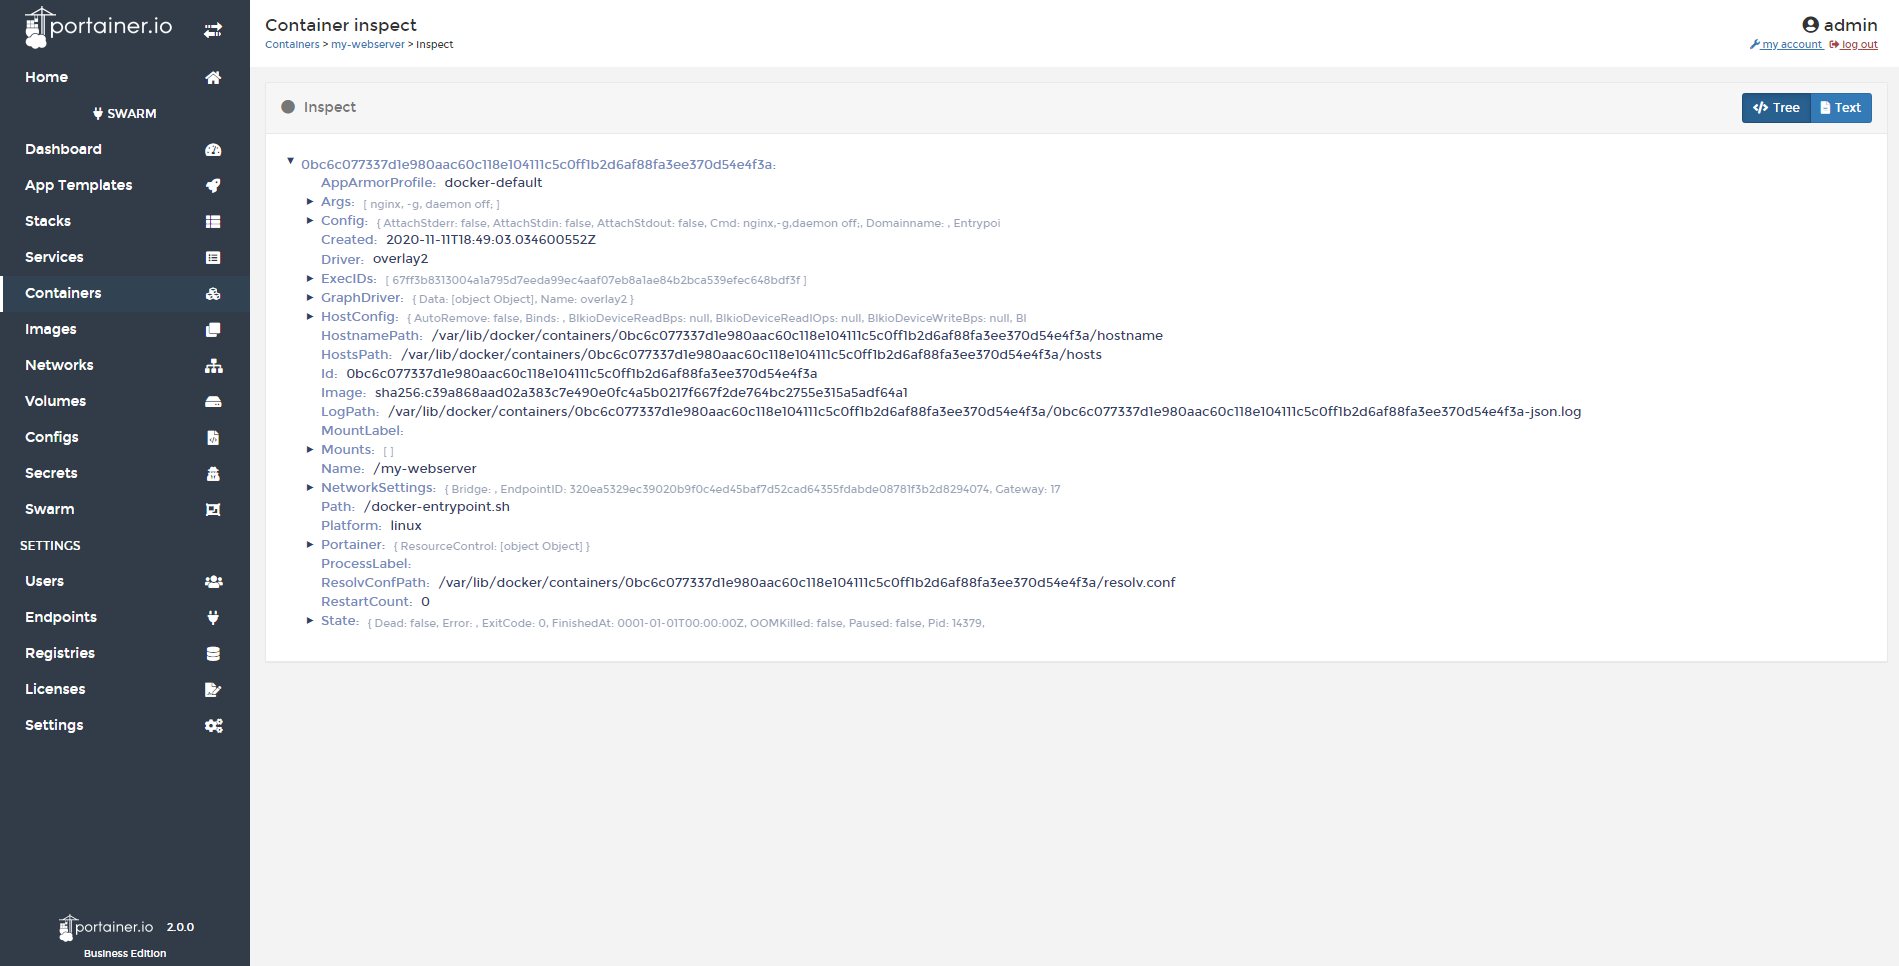 portainer.io
Container inspect
Containers > my-webserver > Inspect
admin
my account log out
Home
SWARM
Dashboard
App Templates
Stacks
Services
Containers
Images
Networks
Volumes
Configs
Secrets
Swarm
SETTINGS
Users
Endpoints
Registries
Licenses
Settings
portainer.io 2.0.0
Business Edition
Inspect
Tree Text
0bc6c077337d1e980aac60c118e104111c5c0ff1b2d6af88fa3ee370d54e4f3a:
AppArmorProfile: docker-default
Args: [ nginx, -g, daemon off; ]
Config: { AttachStderr: false, AttachStdin: false, AttachStdout: false, Cmd: nginx,-g,daemon off;, Domainname: , Entrypoi
Created: 2020-11-11T18:49:03.034600552Z
Driver: overlay2
ExecIDs: [ 67ff3b8313004a1a795d7eeda99ec4aaf07eb8a1ae84b2bca539efec648bdf3f ]
GraphDriver: { Data: [object Object], Name: overlay2 }
HostConfig: { AutoRemove: false, Binds: , BlkioDeviceReadBps: null, BlkioDeviceReadIOps: null, BlkioDeviceWriteBps: null, Bl
HostnamePath: /var/lib/docker/containers/0bc6c077337d1e980aac60c118e104111c5c0ff1b2d6af88fa3ee370d54e4f3a/hostname
HostsPath: /var/lib/docker/containers/0bc6c077337d1e980aac60c118e104111c5c0ff1b2d6af88fa3ee370d54e4f3a/hosts
Id: 0bc6c077337d1e980aac60c118e104111c5c0ff1b2d6af88fa3ee370d54e4f3a
Image: sha256:c39a868aad02a383c7e490e0fc4a5b0217f667f2de764bc2755e315a5adf64a1
LogPath: /var/lib/docker/containers/0bc6c077337d1e980aac60c118e104111c5c0ff1b2d6af88fa3ee370d54e4f3a/0bc6c077337d1e980aac60c118e104111c5c0ff1b2d6af88fa3ee370d54e4f3a-json.log
MountLabel:
Mounts: [ ]
Name: /my-webserver
NetworkSettings: { Bridge: , EndpointID: 320ea5329ec39020b9f0c4ed45baf7d52cad64355fdabde08781f3b2d8294074, Gateway: 17
Path: /docker-entrypoint.sh
Platform: linux
Portainer: { ResourceControl: [object Object] }
ProcessLabel:
ResolvConfPath: /var/lib/docker/containers/0bc6c077337d1e980aac60c118e104111c5c0ff1b2d6af88fa3ee370d54e4f3a/resolv.conf
RestartCount: 0
State: { Dead: false, Error: , ExitCode: 0, FinishedAt: 0001-01-01T00:00:00Z, OOMKilled: false, Paused: false, Pid: 14379,